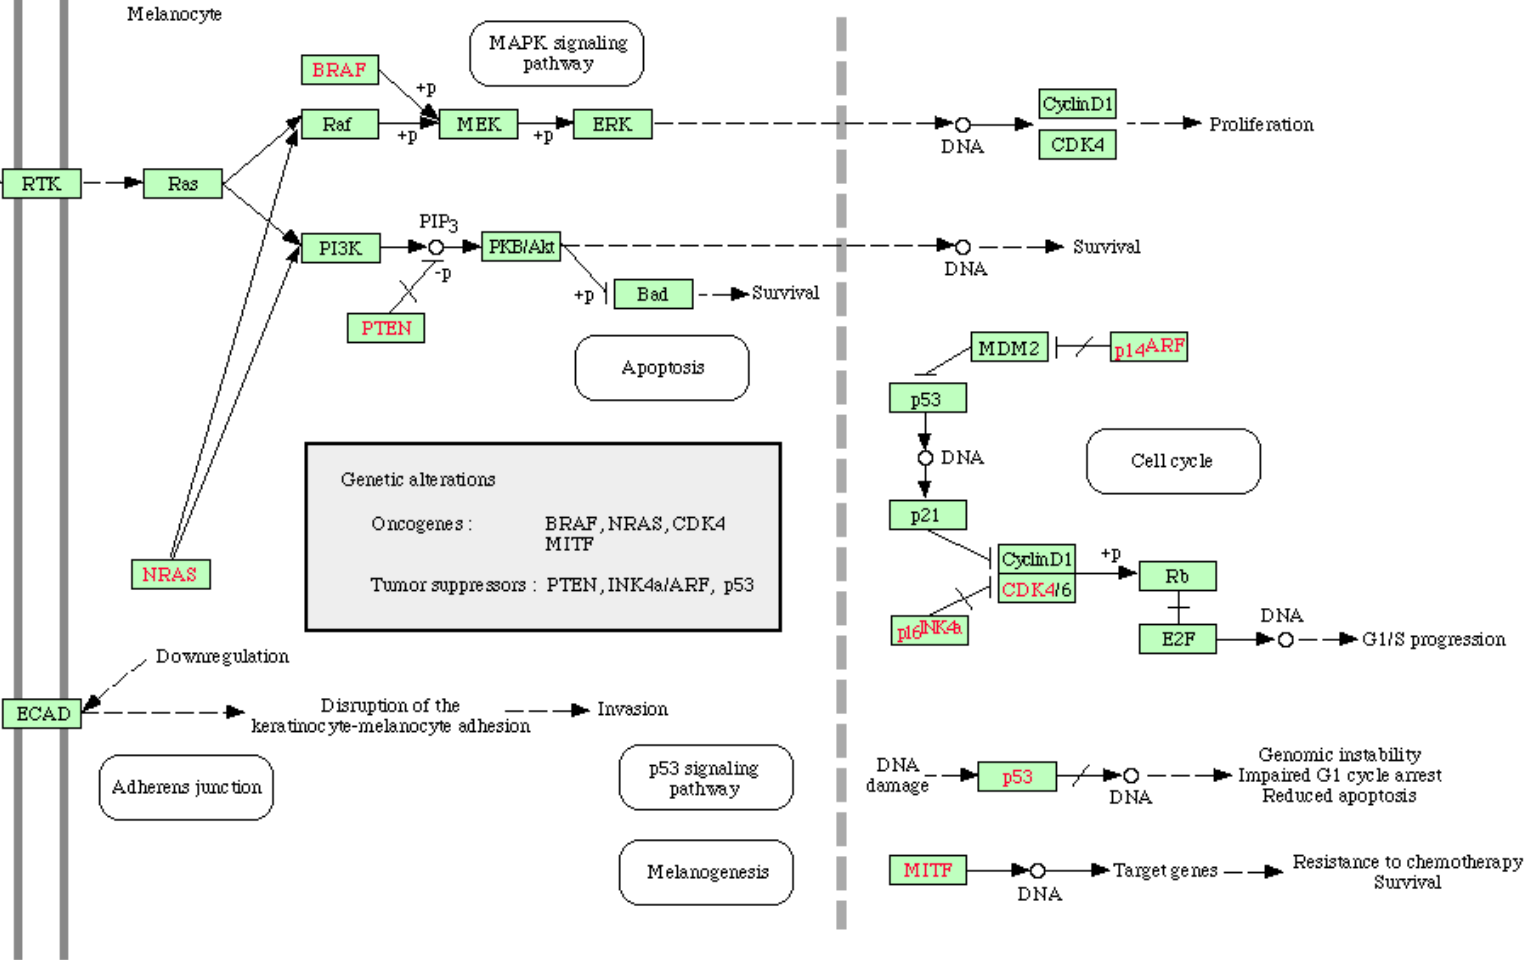 Melanocyte
MAPK signaling
pathway
BRAF
+p
Raf
+p
MEK
+p
ERK
DNA
CyclinD1
CDK4
Proliferation
RTK
Ras
PI3K
PIP3
-p
PKB/Akt
DNA
Survival
+p
Bad
Survival
PTEN
Apoptosis
MDM2
p14ARF
p53
DNA
Cell cycle
p21
CyclinD1
CDK4/6
+p
Rb
p16INK4a
E2F
DNA
G1/S progression
Genetic alterations
Oncogenes : BRAF, NRAS, CDK4
MITF
Tumor suppressors : PTEN, INK4a/ARF, p53
NRAS
Downregulation
ECAD
Disruption of the
keratinocyte-melanocyte adhesion
Invasion
Adherens junction
p53 signaling
pathway
Melanogenesis
DNA
damage
p53
DNA
Genomic instability
Impaired G1 cycle arrest
Reduced apoptosis
MITF
DNA
Target genes
Resistance to chemotherapy
Survival